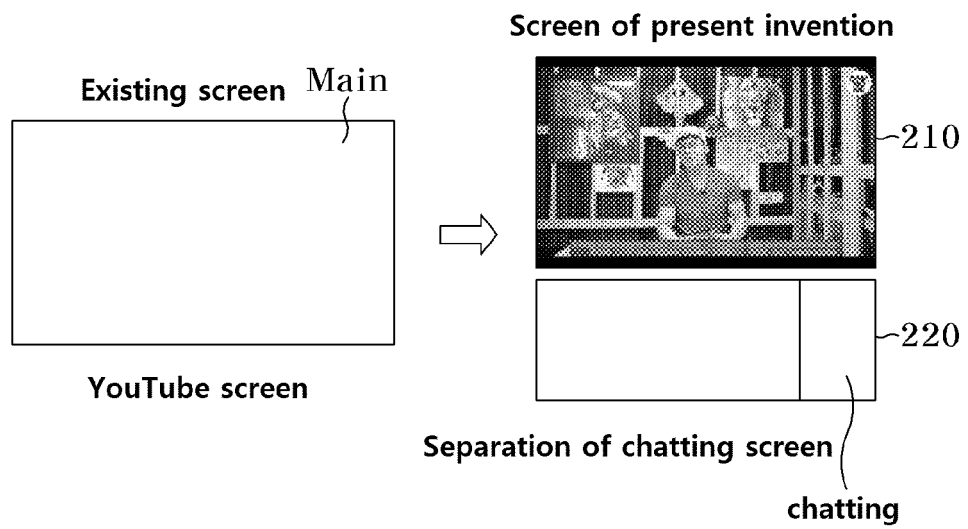 Screen of present invention
Existing screen
Main
210
220
YouTube screen
Separation of chatting screen
chatting